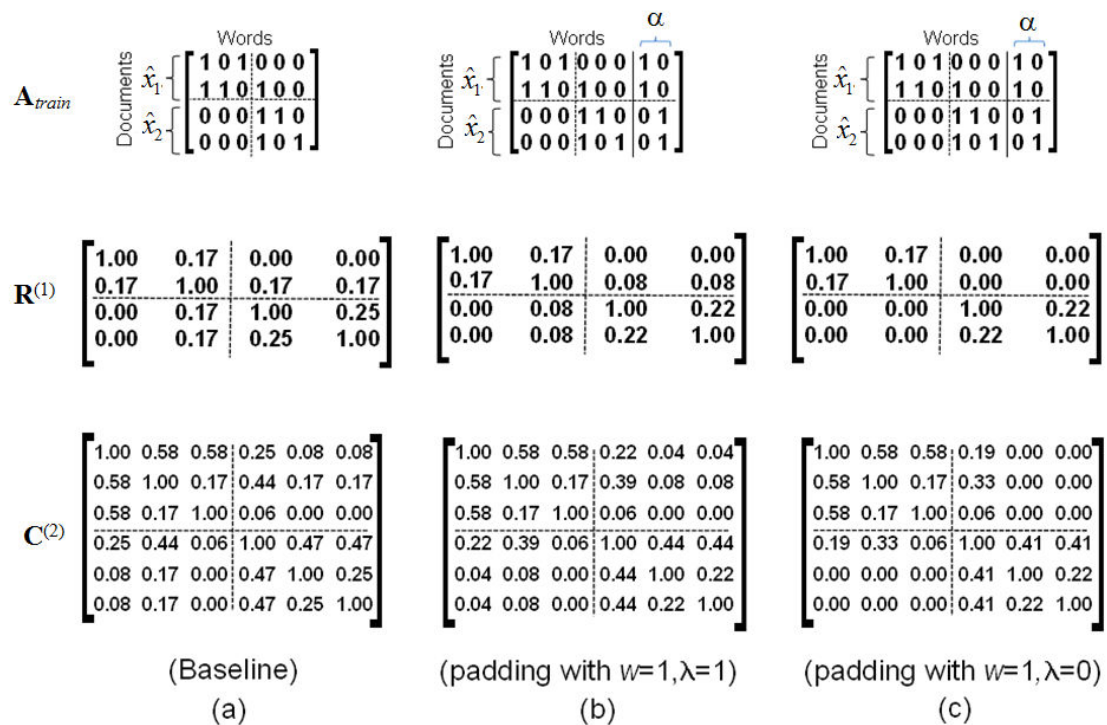 Words
Words α
Words α
A_train
Documents x̂₁ x̂₂
1 0 1 0 0 0
1 1 0 1 0 0
0 0 0 1 1 0
0 0 0 1 0 1
Documents x̂₁ x̂₂
1 0 1 0 0 0 1 0
1 1 0 1 0 0 1 0
0 0 0 1 1 0 0 1
0 0 0 1 0 1 0 1
Documents x̂₁ x̂₂
1 0 1 0 0 0 1 0
1 1 0 1 0 0 1 0
0 0 0 1 1 0 0 1
0 0 0 1 0 1 0 1
R⁽¹⁾
1.00 0.17 0.00 0.00
0.17 1.00 0.17 0.17
0.00 0.17 1.00 0.25
0.00 0.17 0.25 1.00
1.00 0.17 0.00 0.00
0.17 1.00 0.08 0.08
0.00 0.08 1.00 0.22
0.00 0.08 0.22 1.00
1.00 0.17 0.00 0.00
0.17 1.00 0.00 0.00
0.00 0.00 1.00 0.22
0.00 0.00 0.22 1.00
C⁽²⁾
1.00 0.58 0.58 0.25 0.08 0.08
0.58 1.00 0.17 0.44 0.17 0.17
0.58 0.17 1.00 0.06 0.00 0.00
0.25 0.44 0.06 1.00 0.47 0.47
0.08 0.17 0.00 0.47 1.00 0.25
0.08 0.17 0.00 0.47 0.25 1.00
1.00 0.58 0.58 0.22 0.04 0.04
0.58 1.00 0.17 0.39 0.08 0.08
0.58 0.17 1.00 0.06 0.00 0.00
0.22 0.39 0.06 1.00 0.44 0.44
0.04 0.08 0.00 0.44 1.00 0.22
0.04 0.08 0.00 0.44 0.22 1.00
1.00 0.58 0.58 0.19 0.00 0.00
0.58 1.00 0.17 0.33 0.00 0.00
0.58 0.17 1.00 0.06 0.00 0.00
0.19 0.33 0.06 1.00 0.41 0.41
0.00 0.00 0.00 0.41 1.00 0.22
0.00 0.00 0.00 0.41 0.22 1.00
(Baseline)
(a)
(padding with w=1,λ=1)
(b)
(padding with w=1,λ=0)
(c)